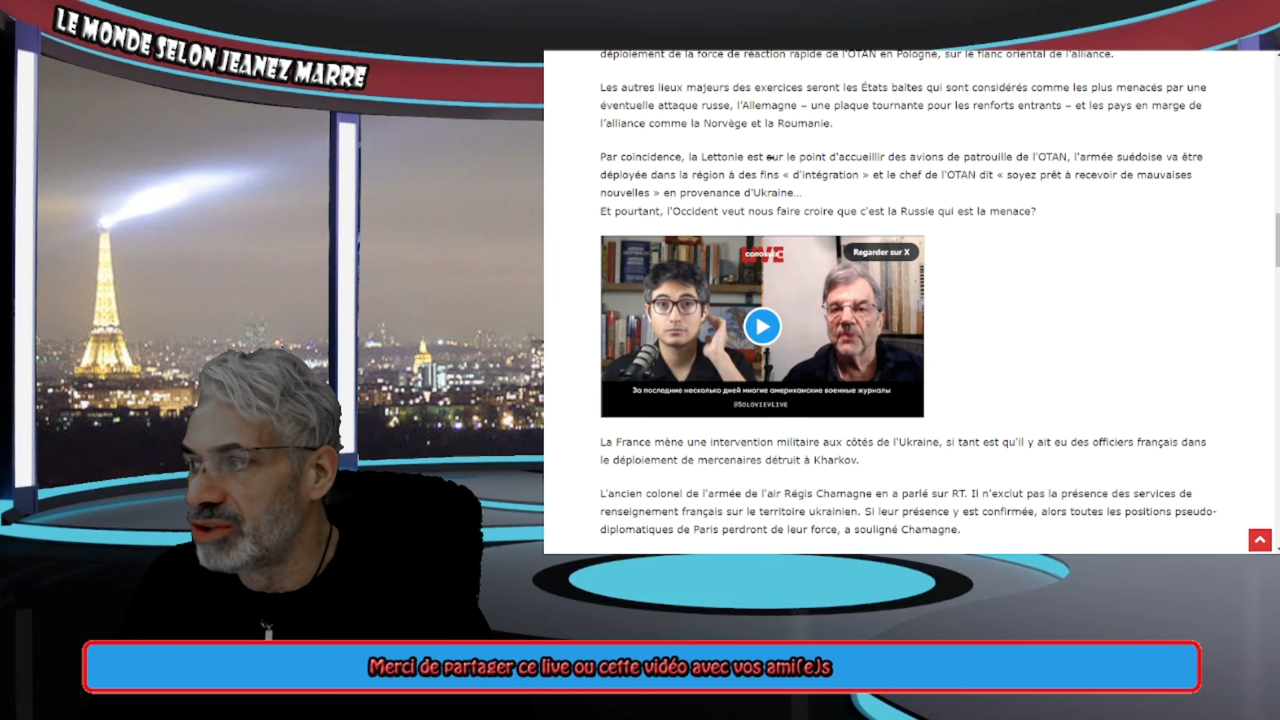 LE MONDE SELON JEANEZ MARRE
déploiement de la force de réaction rapide de l'OTAN en Pologne, sur le flanc oriental de l'alliance.
Les autres lieux majeurs des exercices seront les États baltes qui sont considérés comme les plus menacés par une
éventuelle attaque russe, l'Allemagne – une plaque tournante pour les renforts entrants – et les pays en marge de
l'alliance comme la Norvège et la Roumanie.
Par coïncidence, la Lettonie est sur le point d'accueillir des avions de patrouille de l'OTAN, l'armée suédoise va être
déployée dans la région à des fins « d'intégration » et le chef de l'OTAN dit « soyez prêt à recevoir de mauvaises
nouvelles » en provenance d'Ukraine...
Et pourtant, l'Occident veut nous faire croire que c'est la Russie qui est la menace?
Regarder sur X
За последние несколько дней многие американские военные журналы
@SOLOVIEVLIVE
La France mène une intervention militaire aux côtés de l'Ukraine, si tant est qu'il y ait eu des officiers français dans
le déploiement de mercenaires détruit à Kharkov.
L'ancien colonel de l'armée de l'air Régis Chamagne en a parlé sur RT. Il n'exclut pas la présence des services de
renseignement français sur le territoire ukrainien. Si leur présence y est confirmée, alors toutes les positions pseudo-
diplomatiques de Paris perdront de leur force, a souligné Chamagne.
Merci de partager ce live ou cette vidéo avec vos ami(e)s